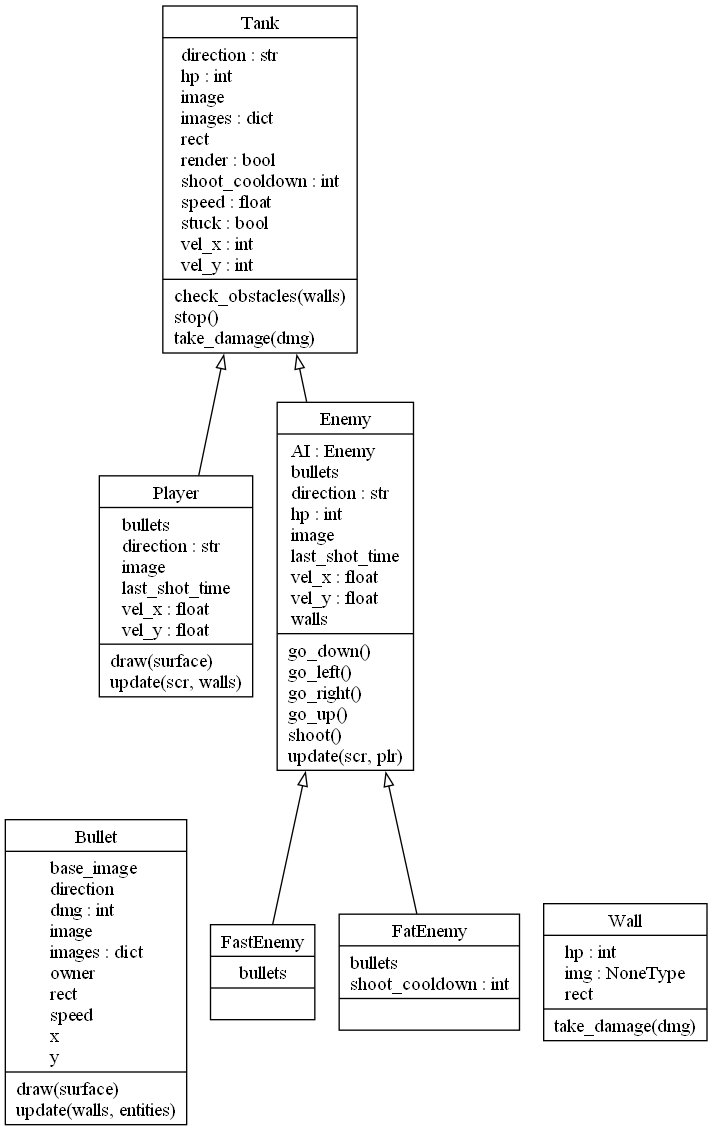 Tank
direction : str
hp : int
image
images : dict
rect
render : bool
shoot_cooldown : int
speed : float
stuck : bool
vel_x : int
vel_y : int
check_obstacles(walls)
stop()
take_damage(dmg)
Player
bullets
direction : str
image
last_shot_time
vel_x : float
vel_y : float
draw(surface)
update(scr, walls)
Enemy
AI : Enemy
bullets
direction : str
hp : int
image
last_shot_time
vel_x : float
vel_y : float
walls
go_down()
go_left()
go_right()
go_up()
shoot()
update(scr, plr)
Bullet
base_image
direction
dmg : int
image
images : dict
owner
rect
speed
x
y
draw(surface)
update(walls, entities)
FastEnemy
bullets
FatEnemy
bullets
shoot_cooldown : int
Wall
hp : int
img : NoneType
rect
take_damage(dmg)